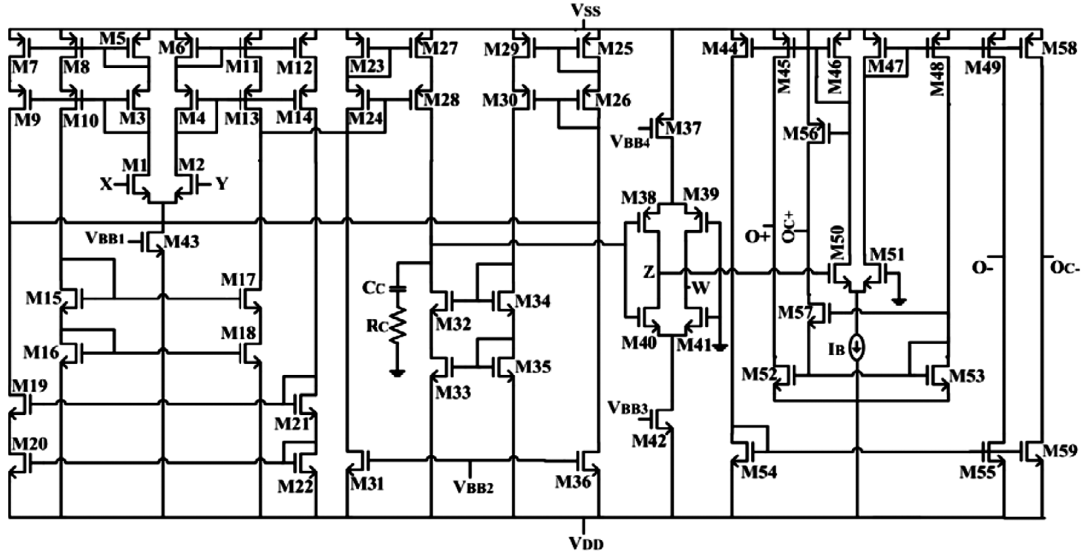 VSS
M5 M6 M44 M58
M7 M8 M11 M12 M23 M27 M29 M25 M45 M46 M47 M48 M49
M9 M10 M3 M4 M13 M14 M24 M28 M30 M26
VBB4 M37 M56
M1 M2
X Y
M38 M39
VBB1 M43 O+ OC+ M50 M51
Z W O- OC-
M15 M17 CC M32 M34
M16 M18 RC M40 M41 M57 IB
M33 M35 M52 M53
M19 M21 VBB3 M42
M20 M22 M31 VBB2 M36 M54 M55 M59
VDD